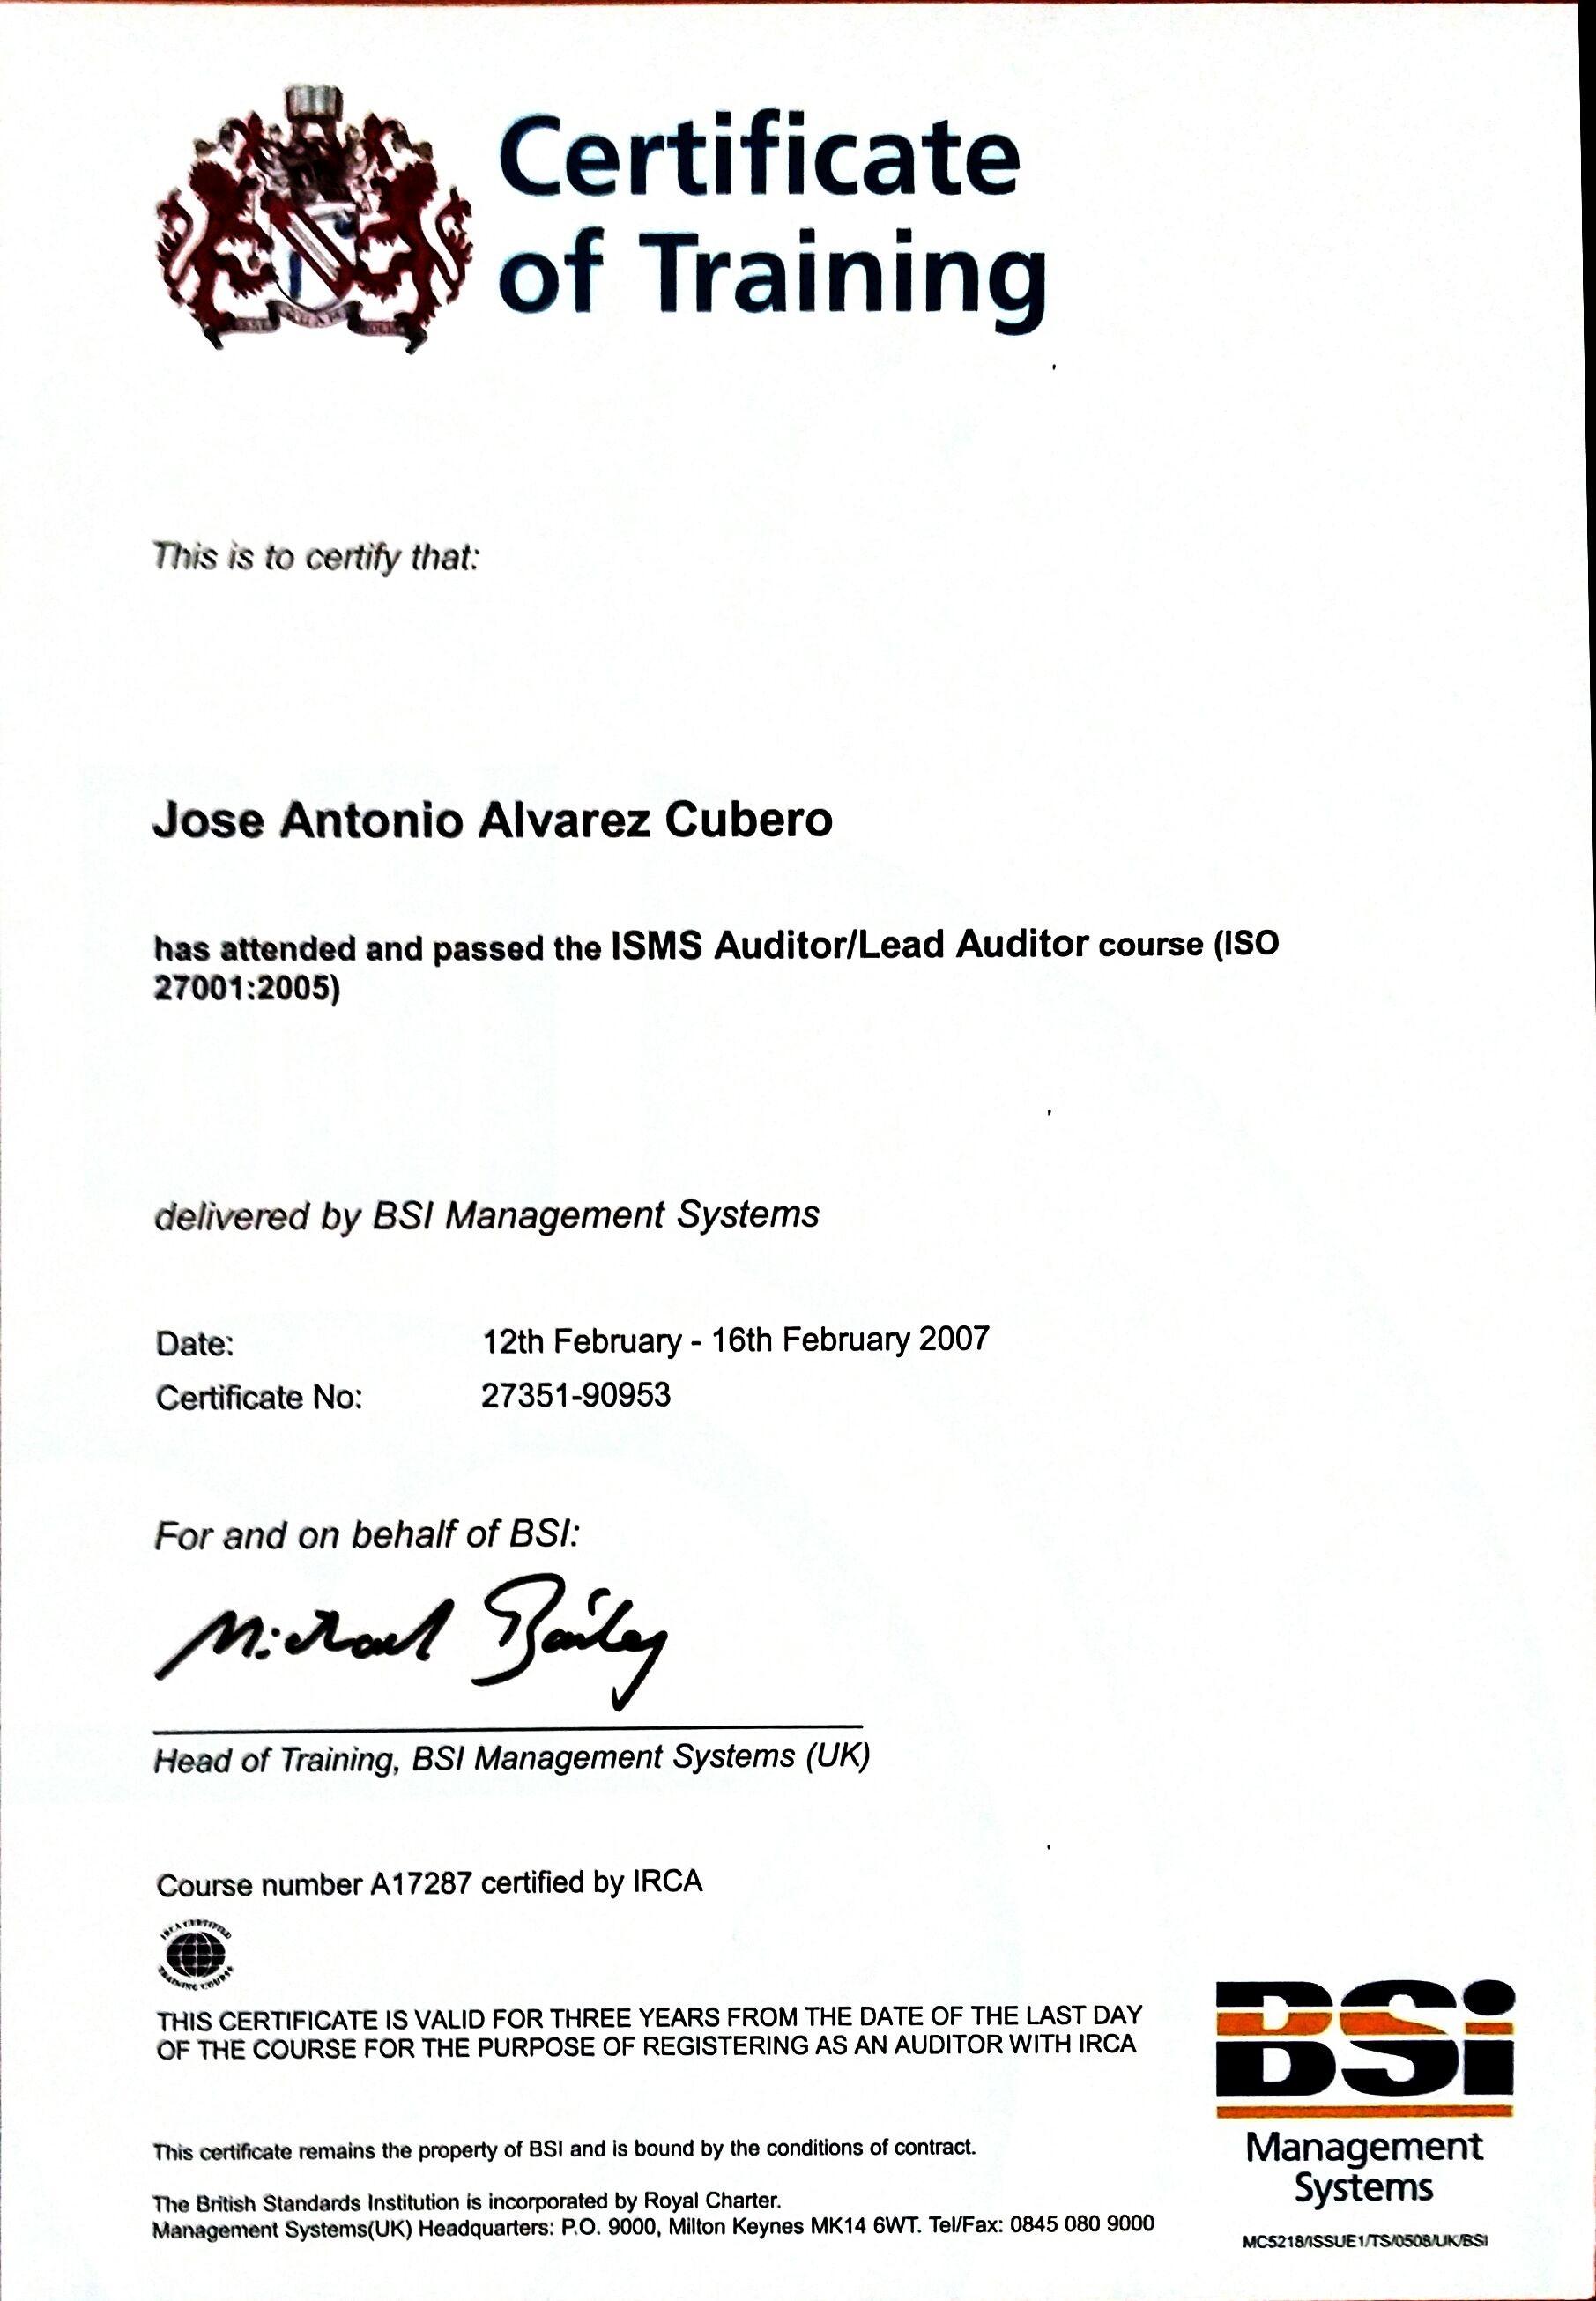 Certificate
of Training
This is to certify that:
Jose Antonio Alvarez Cubero
has attended and passed the ISMS Auditor/Lead Auditor course (ISO
27001:2005)
delivered by BSI Management Systems
Date: 12th February - 16th February 2007
Certificate No: 27351-90953
For and on behalf of BSI:
Michael Bailey
Head of Training, BSI Management Systems (UK)
Course number A17287 certified by IRCA
IRCA CERTIFIED
TRAINING COURSE
THIS CERTIFICATE IS VALID FOR THREE YEARS FROM THE DATE OF THE LAST DAY
OF THE COURSE FOR THE PURPOSE OF REGISTERING AS AN AUDITOR WITH IRCA
This certificate remains the property of BSI and is bound by the conditions of contract.
The British Standards Institution is incorporated by Royal Charter.
Management Systems(UK) Headquarters: P.O. 9000, Milton Keynes MK14 6WT. Tel/Fax: 0845 080 9000
BSi
Management
Systems
MC5218/ISSUE1/TS/0508/UK/BSI